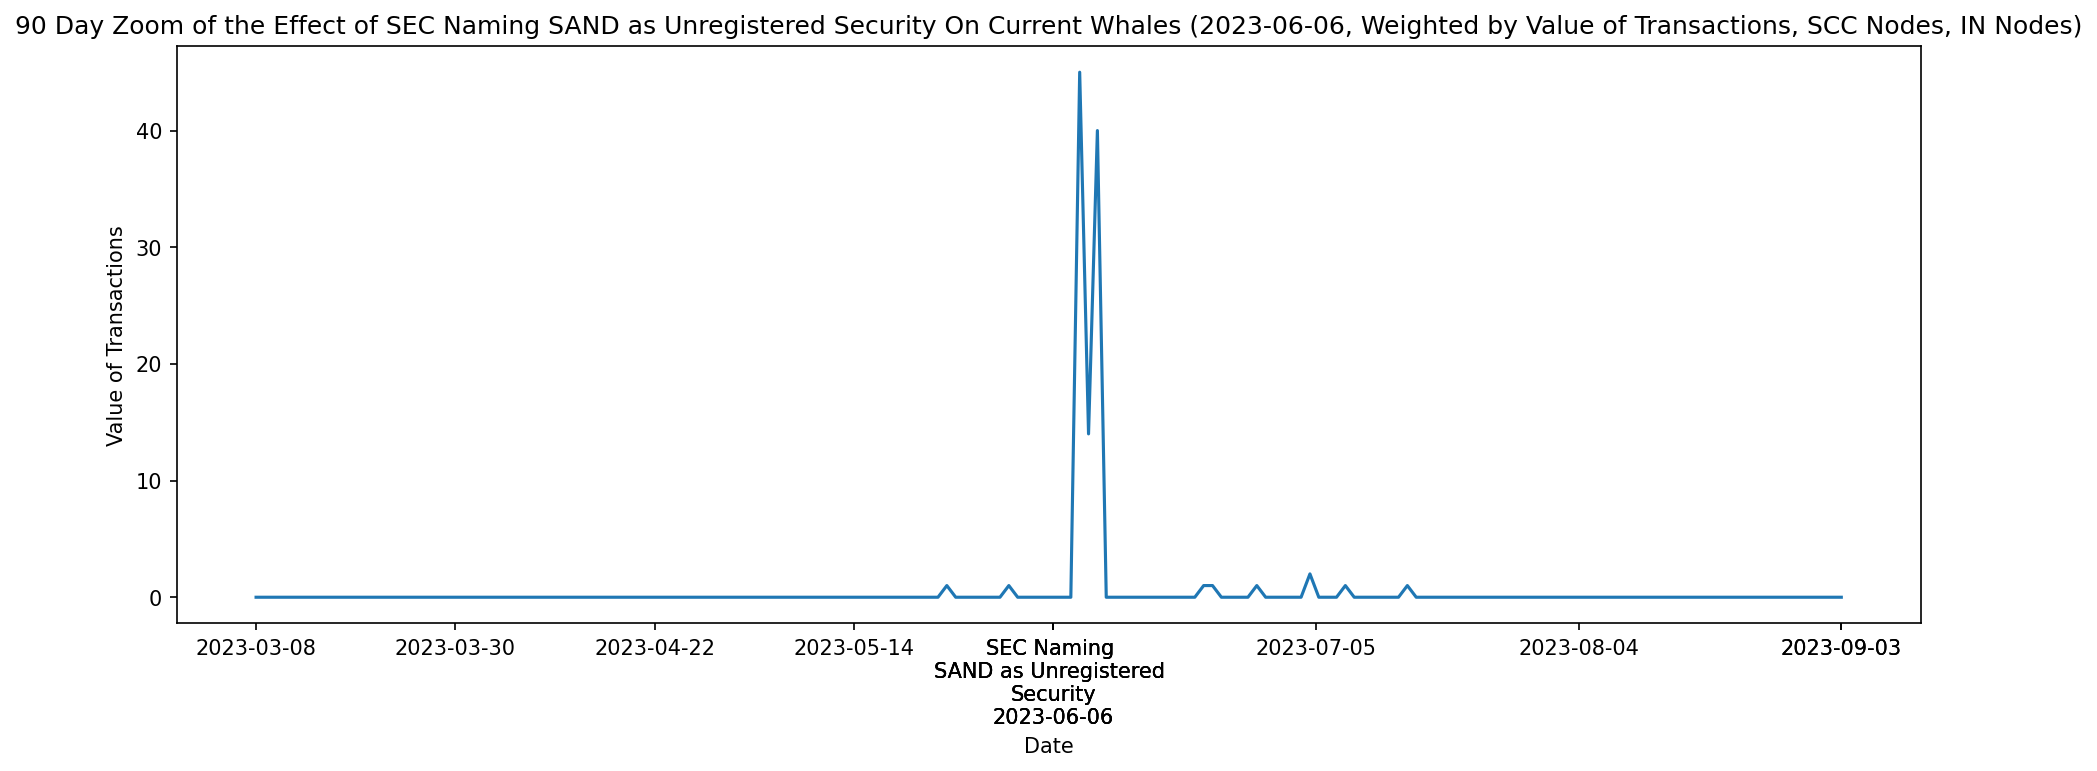 90 Day Zoom of the Effect of SEC Naming SAND as Unregistered Security On Current Whales (2023-06-06, Weighted by Value of Transactions, SCC Nodes, IN Nodes)
Value of Transactions
40
30
20
10
0
2023-03-08
2023-03-30
2023-04-22
2023-05-14
SEC Naming
SAND as Unregistered
Security
2023-06-06
2023-07-05
2023-08-04
2023-09-03
Date